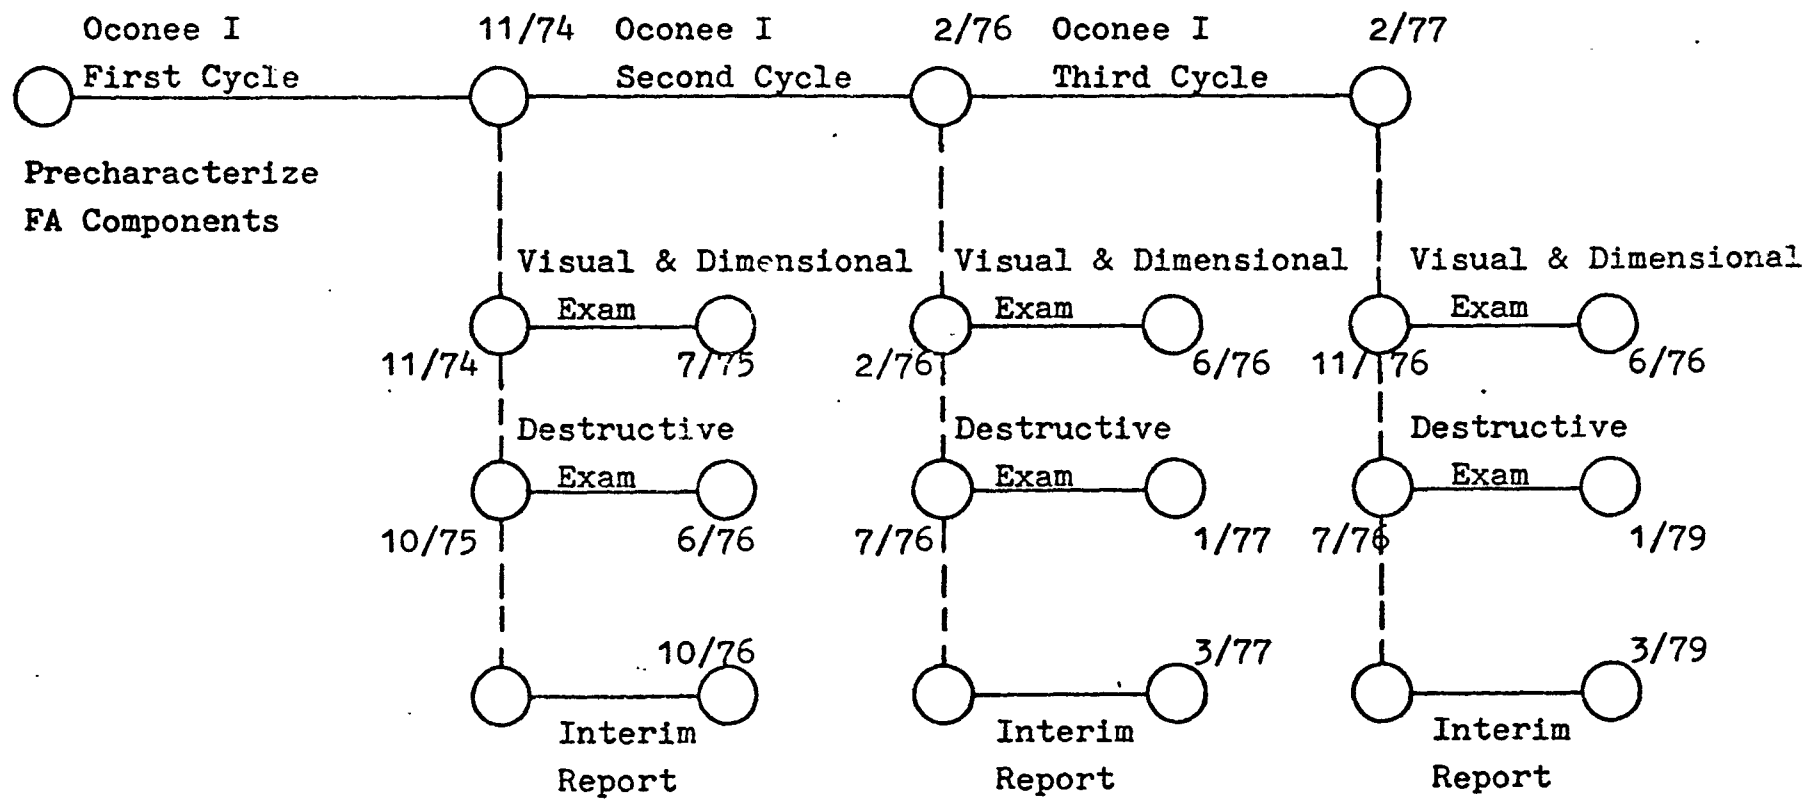 Oconee I 11/74 Oconee I 2/76 Oconee I 2/77
First Cycle Second Cycle Third Cycle
Precharacterize
FA Components
Visual & Dimensional Visual & Dimensional Visual & Dimensional
Exam Exam Exam
11/74 7/75 2/76 6/76 11/76 6/76
Destructive Destructive Destructive
Exam Exam Exam
10/75 6/76 7/76 1/77 7/76 1/79
10/76 3/77 3/79
Interim Interim Interim
Report Report Report